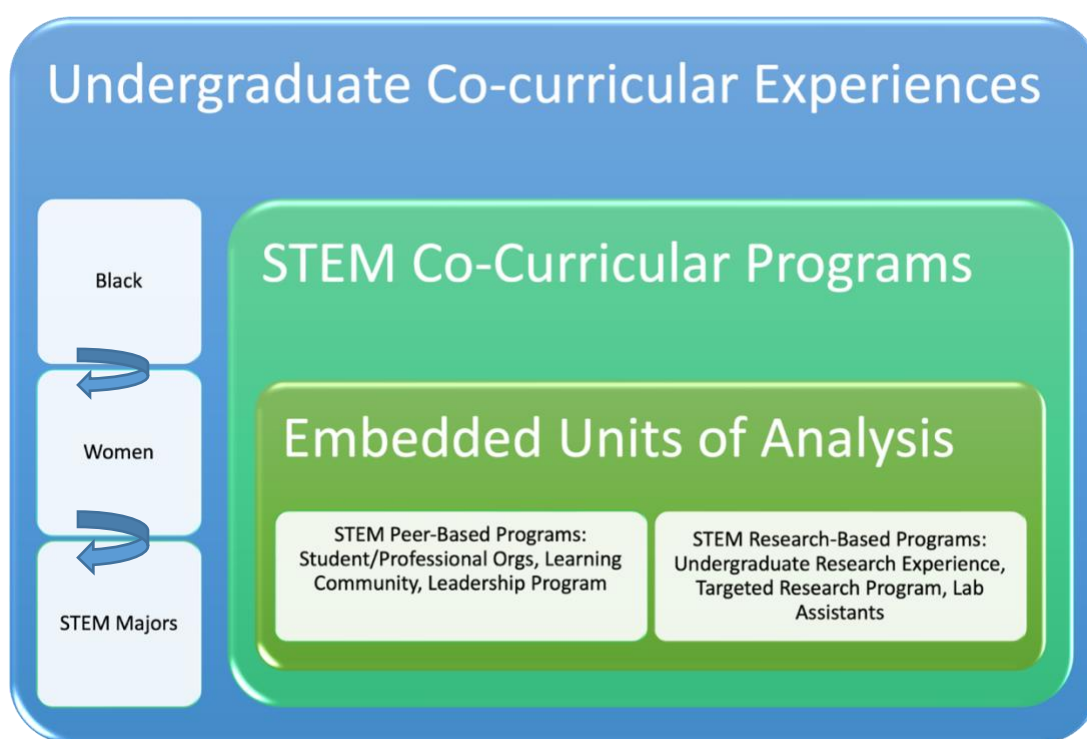 Undergraduate Co-curricular Experiences
Black
Women
STEM Majors
STEM Co-Curricular Programs
Embedded Units of Analysis
STEM Peer-Based Programs:
Student/Professional Orgs, Learning
Community, Leadership Program
STEM Research-Based Programs:
Undergraduate Research Experience,
Targeted Research Program, Lab
Assistants